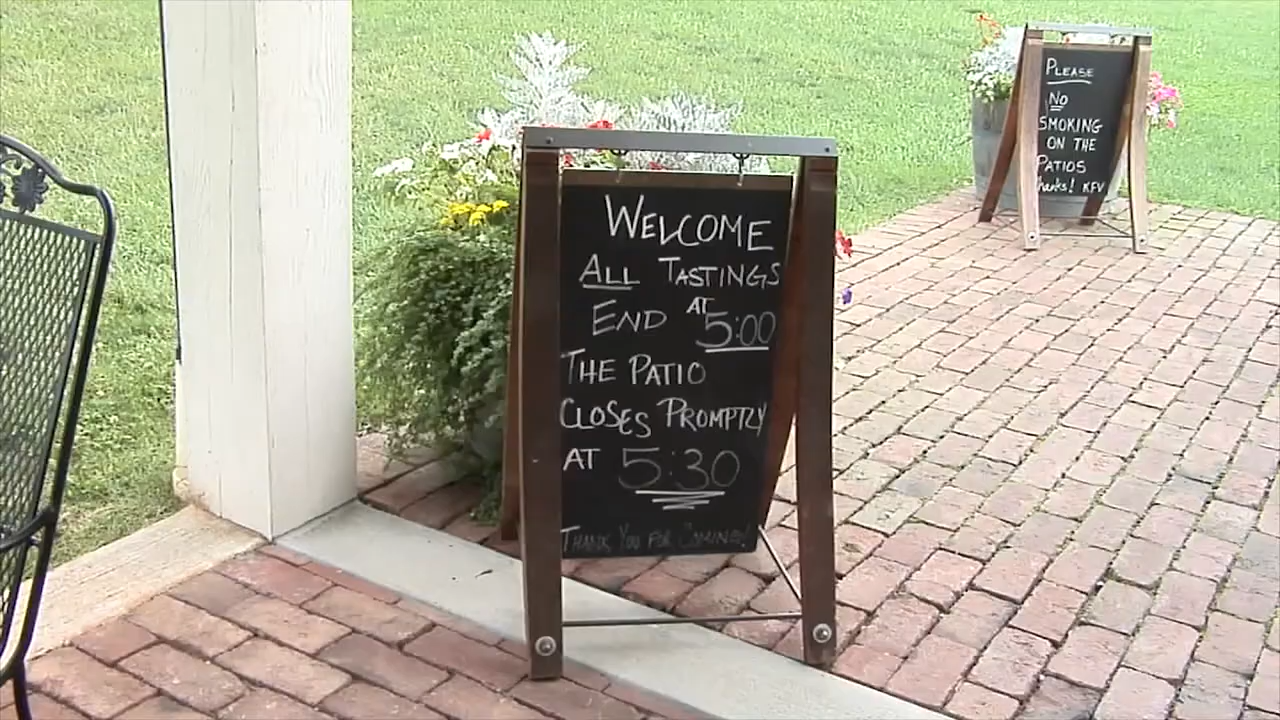 WELCOME
ALL TASTINGS
END AT 5:00
THE PATIO
CLOSES PROMPTLY
AT 5:30
THANK YOU FOR COMING!
PLEASE
NO
SMOKING
ON THE
PATIOS
Thanks! KFV